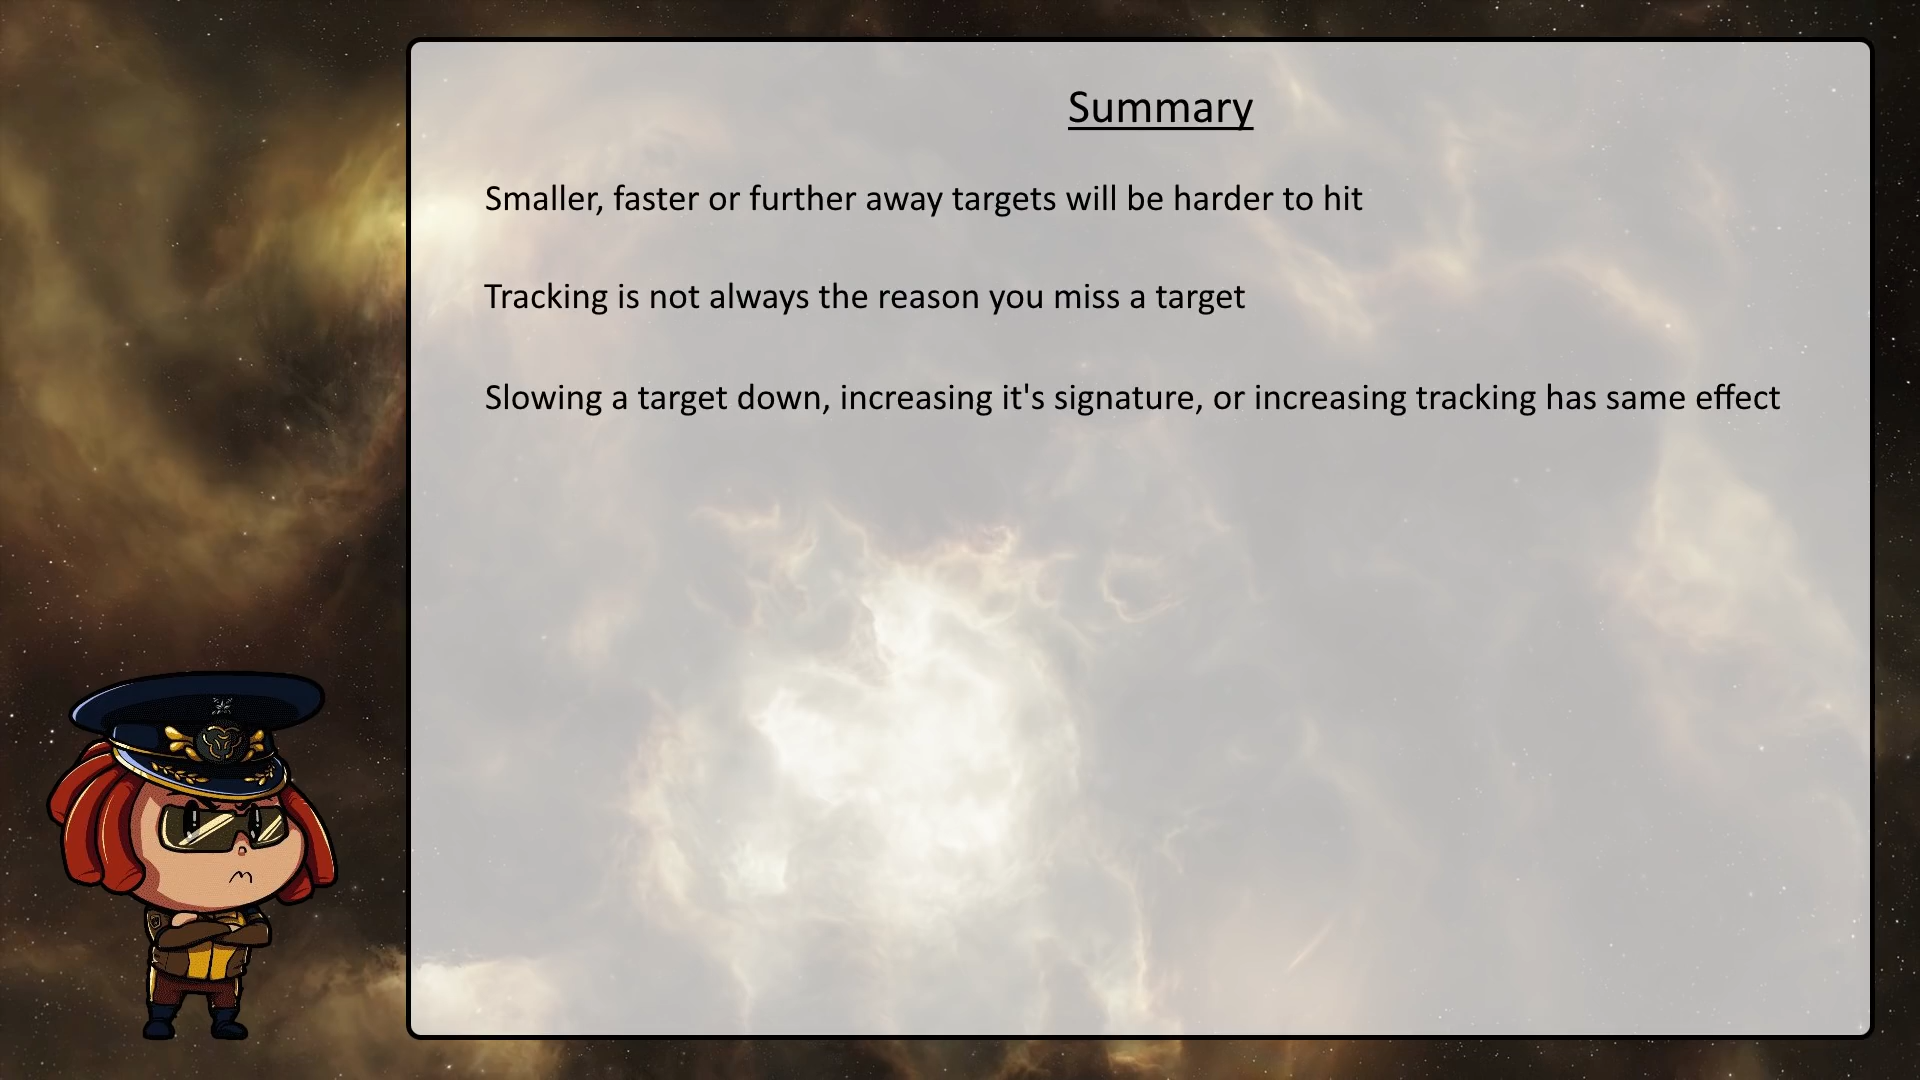 Summary
Smaller, faster or further away targets will be harder to hit
Tracking is not always the reason you miss a target
Slowing a target down, increasing it's signature, or increasing tracking has same effect